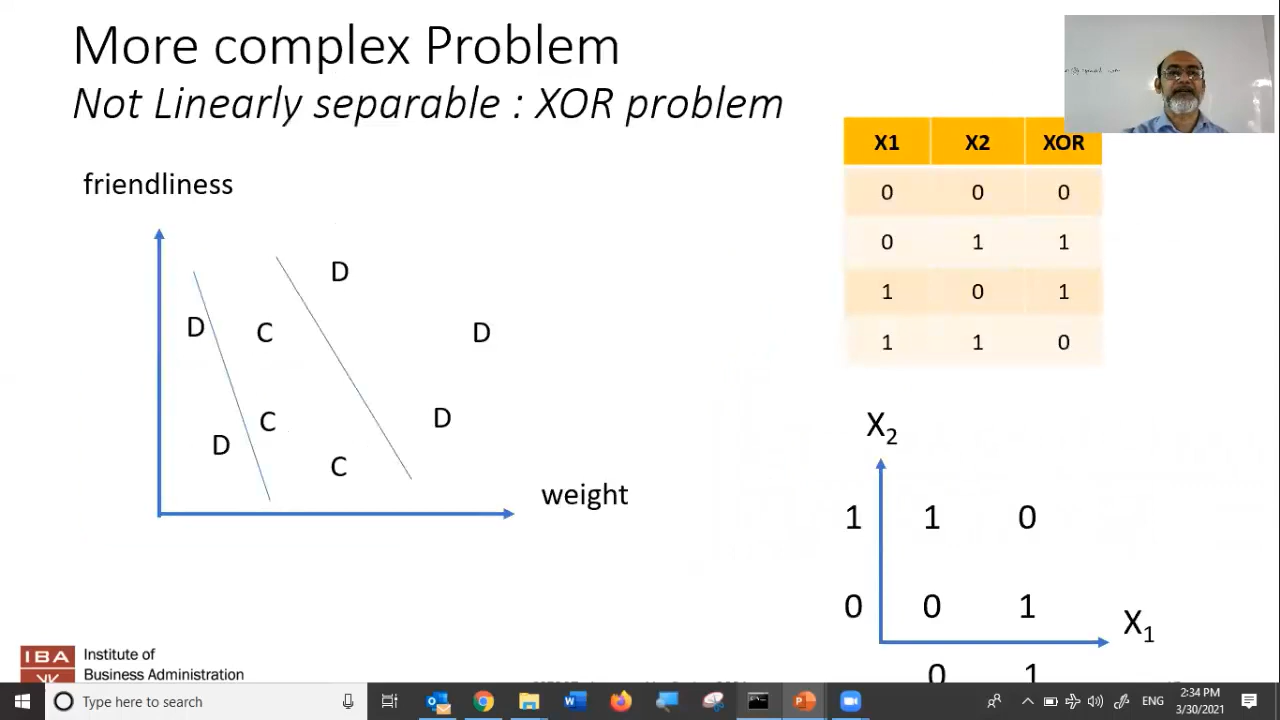 More complex Problem
Not Linearly separable : XOR problem
friendliness
D
D C D
C D
D
C
weight
X1 X2 XOR
0 0 0
0 1 1
1 0 1
1 1 0
X2
1 1 0
0 0 1
X1
0 1
IBA
Institute of
Business Administration
Type here to search
ENG
2:34 PM
3/30/2021